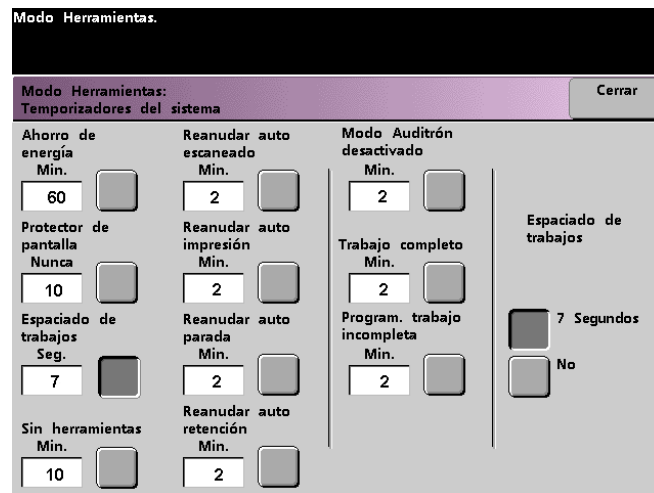 Modo Herramientas.
Modo Herramientas:
Temporizadores del sistema
Cerrar
Ahorro de
energía
Min.
60
Protector de
pantalla
Nunca
10
Espaciado de
trabajos
Seg.
7
Sin herramientas
Min.
10
Reanudar auto
escaneado
Min.
2
Reanudar auto
impresión
Min.
2
Reanudar auto
parada
Min.
2
Reanudar auto
retención
Min.
2
Modo Auditrón
desactivado
Min.
2
Trabajo completo
Min.
2
Program. trabajo
incompleta
Min.
2
Espaciado de
trabajos
7 Segundos
No